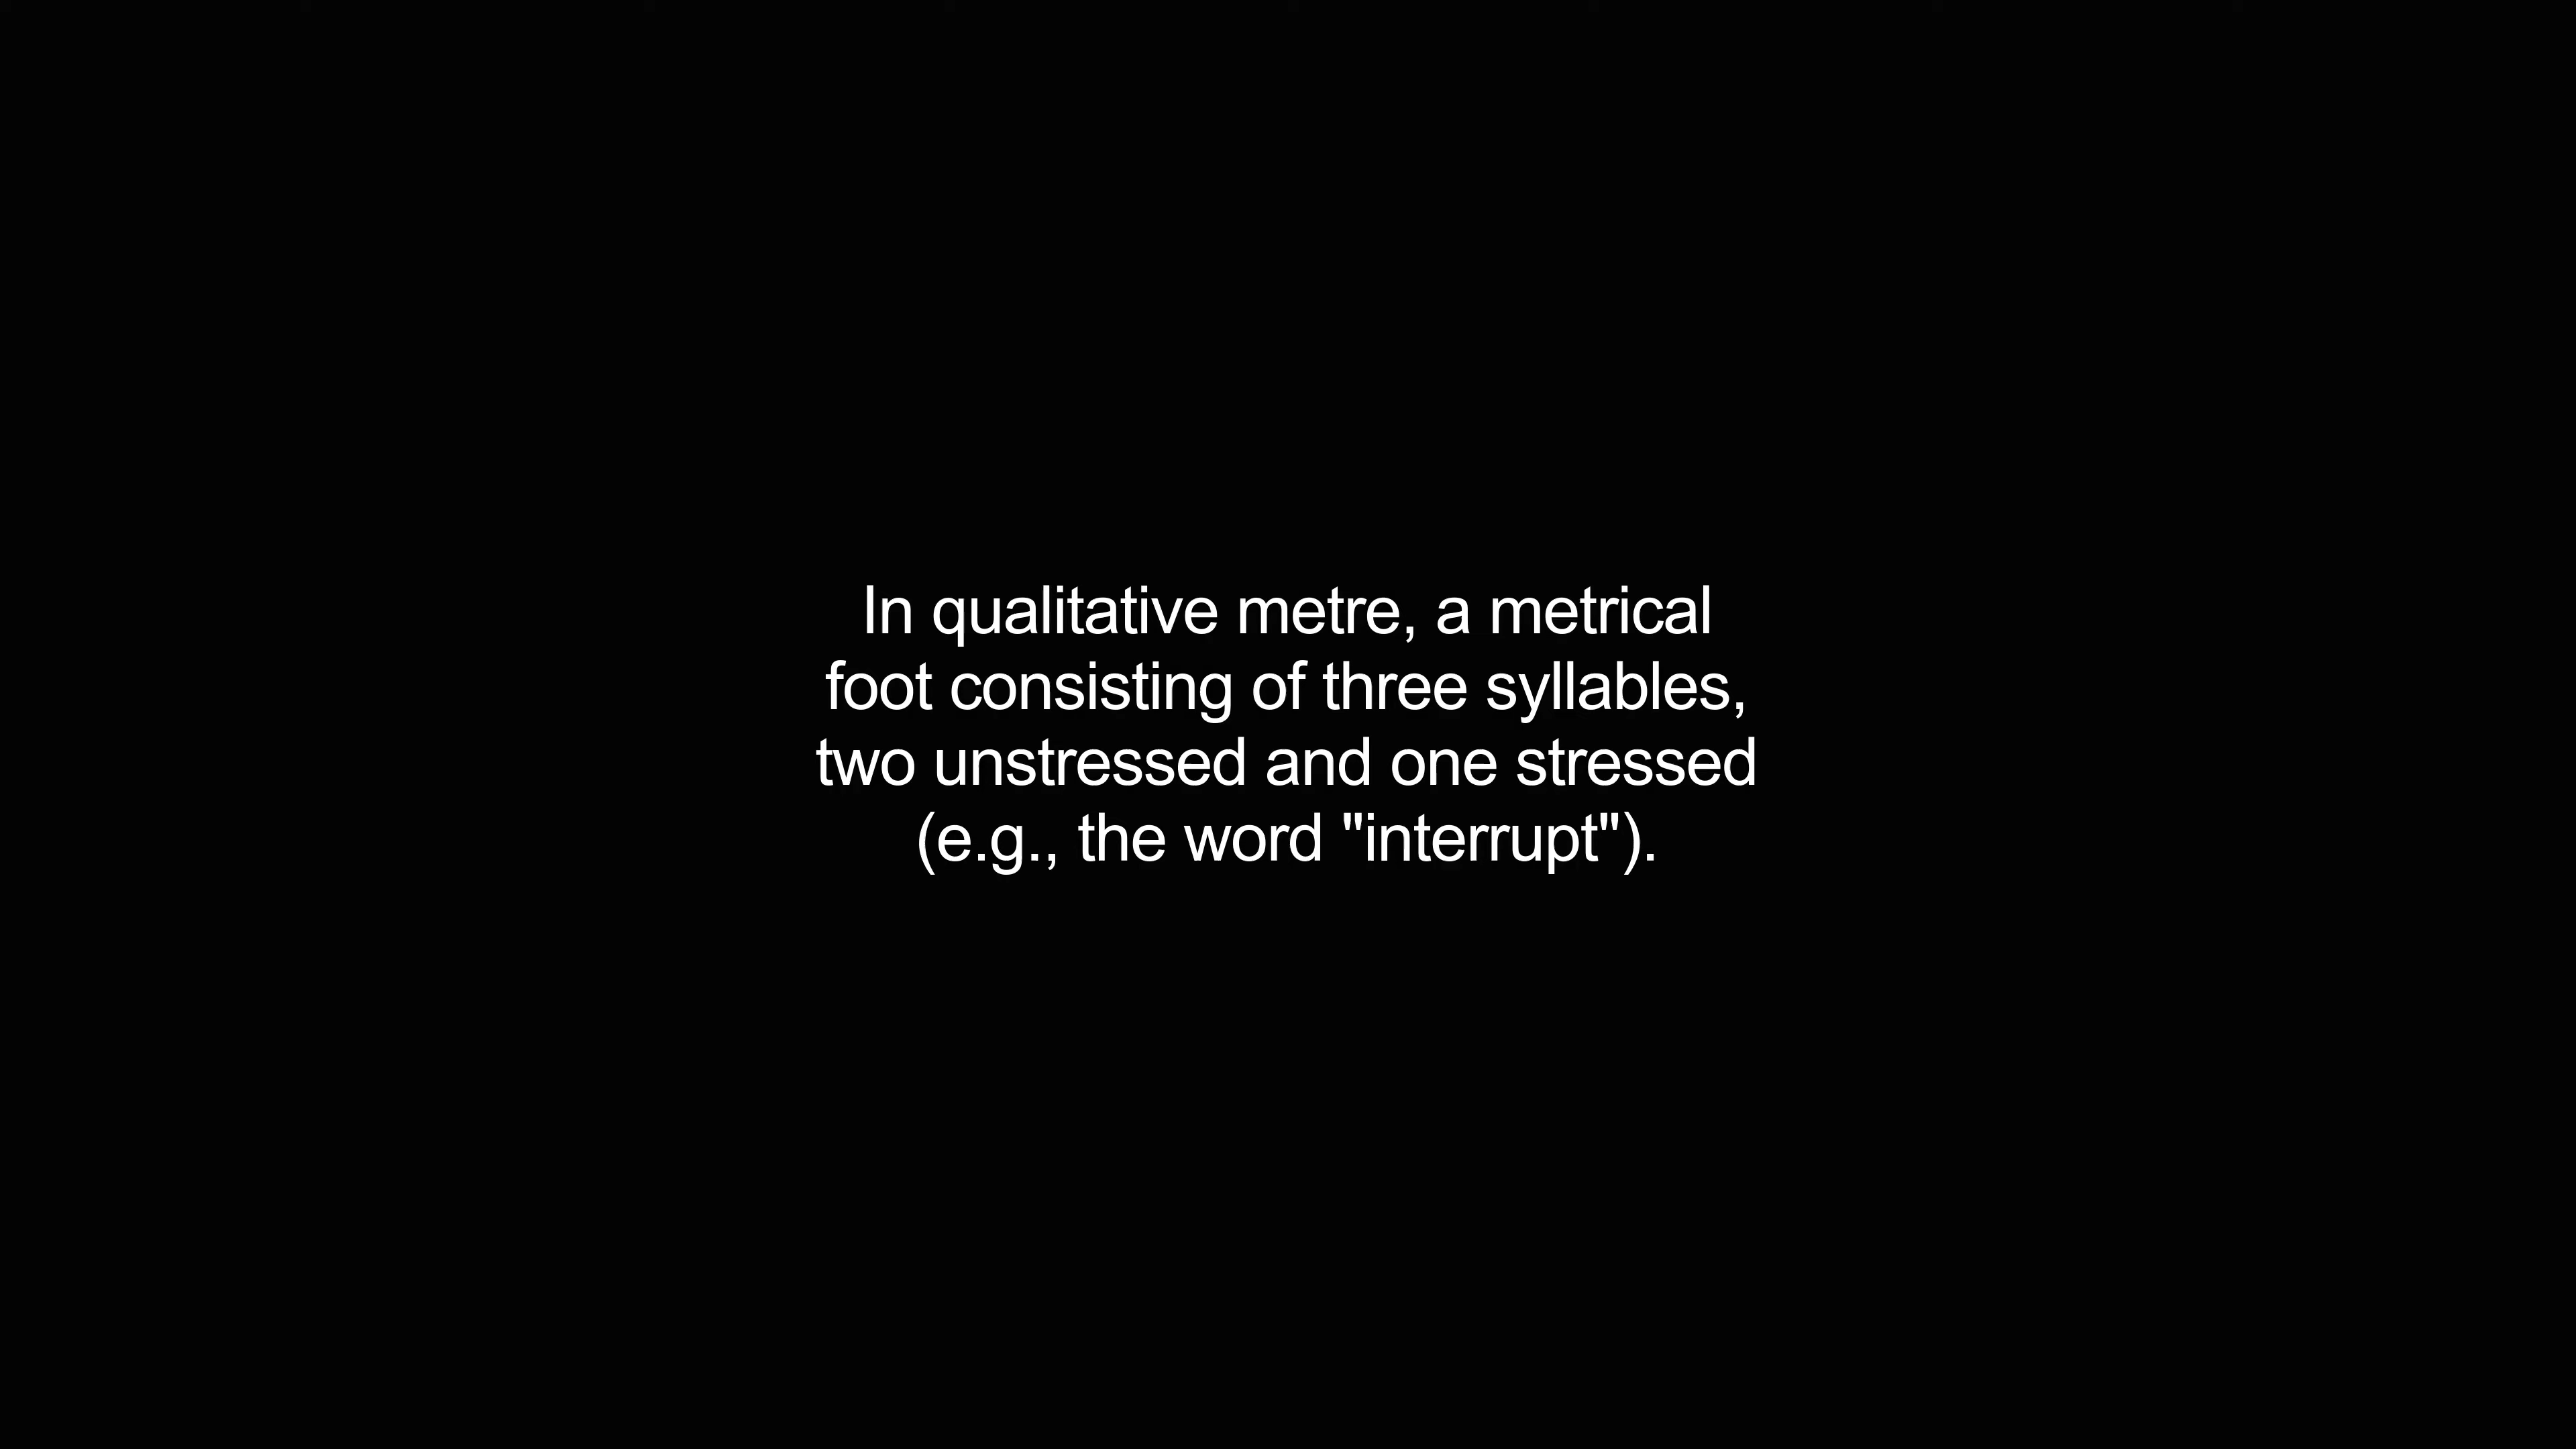 In qualitative metre, a metrical
foot consisting of three syllables,
two unstressed and one stressed
(e.g., the word "interrupt").